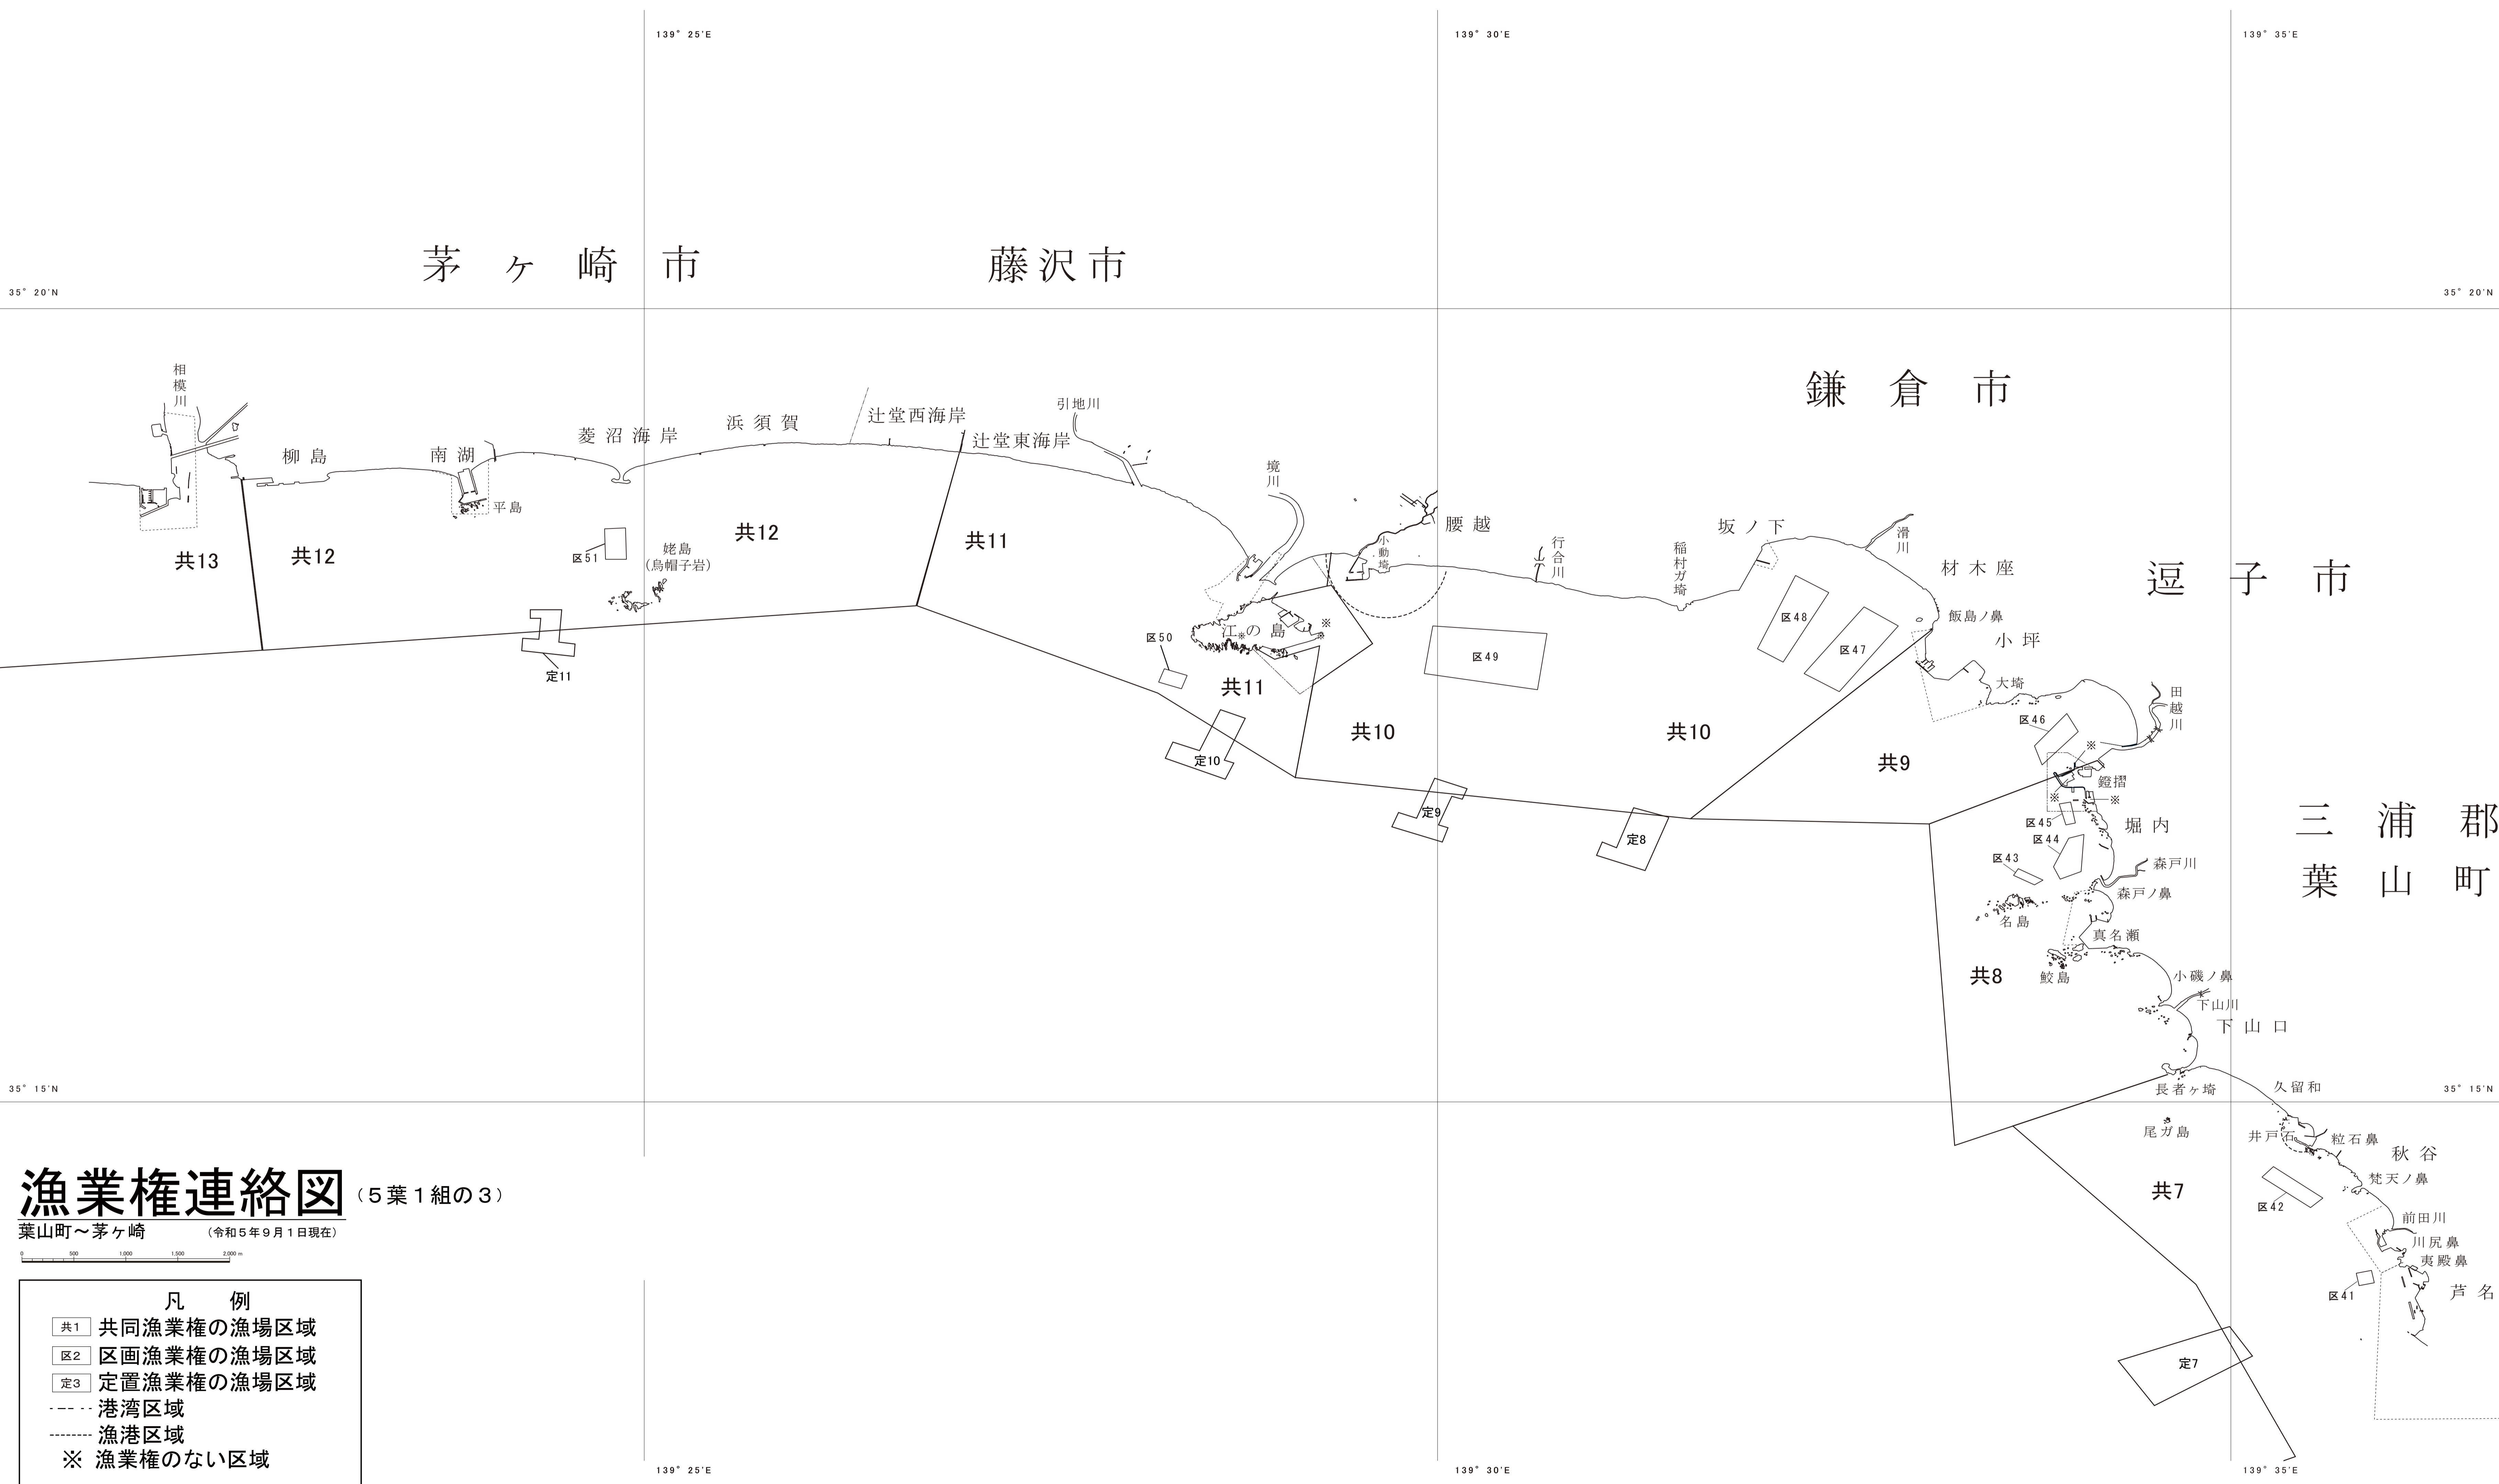 139° 25'E
139° 30'E
139° 35'E
茅ヶ崎市
藤沢市
35° 20'N
35° 20'N
鎌倉市
逗子市
三浦郡
葉山町
相模川
柳島
南湖
平島
菱沼海岸
浜須賀
辻堂西海岸
辻堂東海岸
引地川
境川
腰越
小動埼
行合川
稲村ガ埼
坂ノ下
滑川
材木座
飯島ノ鼻
小坪
大埼
田越川
共13
共12
区51
姥島
(烏帽子岩)
共12
共11
定11
江の島
※
※
区50
共11
定10
共10
区49
区48
区47
共10
定9
定8
共9
区46
※
鐙摺
※
※
区45
堀内
区44
区43
森戸川
森戸ノ鼻
名島
真名瀬
鮫島
共8
小磯ノ鼻
下山川
下山口
長者ヶ埼
久留和
35° 15'N
35° 15'N
尾ガ島
井戸石
粒石鼻
秋谷
梵天ノ鼻
共7
区42
前田川
川尻鼻
夷殿鼻
区41
芦名
定7
漁業権連絡図(5葉1組の3)
葉山町～茅ヶ崎 (令和5年9月1日現在)
0 500 1,000 1,500 2,000 m
凡例
共1 共同漁業権の漁場区域
区2 区画漁業権の漁場区域
定3 定置漁業権の漁場区域
港湾区域
漁港区域
※ 漁業権のない区域
139° 25'E
139° 30'E
139° 35'E